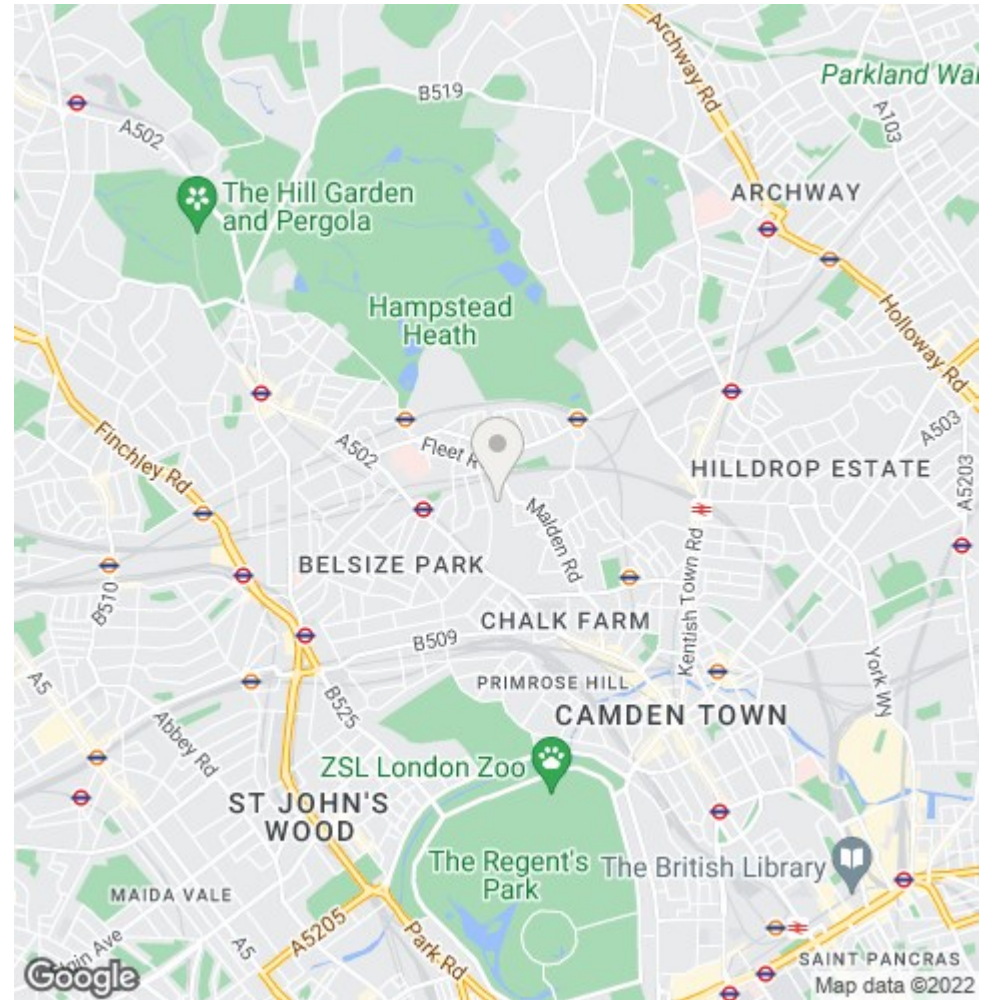 Archway Rd
Parkland Wal
B519
A502
A103
The Hill Garden
and Pergola
ARCHWAY
Hampstead
Heath
Holloway Rd
Finchley Rd
A502
Fleet R
A503
HILLDROP ESTATE
A5203
Malden Rd
BELSIZE PARK
Kentish Town Rd
B510
CHALK FARM
B509
York Wy
A5
B525
PRIMROSE HILL
Abbey Rd
CAMDEN TOWN
ZSL London Zoo
ST JOHN'S
WOOD
The Regent's
Park
The British Library
MAIDA VALE
A5205
Park Rd
A5
lgin Ave
SAINT PANCRAS
Google
Map data ©2022